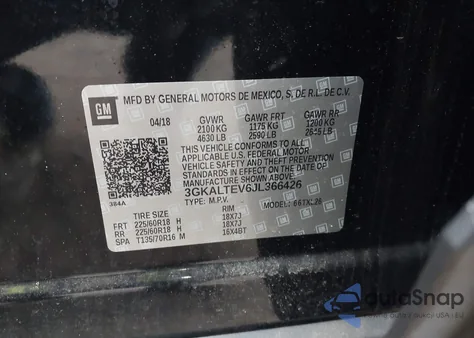 GM
MFD BY GENERAL MOTORS DE MEXICO, S. DE R.L. DE C.V.
04/18 GVWR GAWR FRT GAWR RR
2100 KG 1175 KG 1200 KG
4630 LB 2590 LB LB
THIS VEHICLE CONFORMS TO ALL
APPLICABLE U.S. FEDERAL MOTOR
VEHICLE SAFETY AND THEFT PREVENTION
STANDARDS IN EFFECT ON THE DATE OF
MANUFACTURE SHOWN ABOVE.
384A 3GKALTEV6JL366426
TYPE: M.P.V. MODEL: 66TXL26
TIRE SIZE RIM
FRT 225/60R18 H 18X7J
RR 225/60R18 H 18X7J
SPA T135/70R16 M 16X4BT
autoSnap